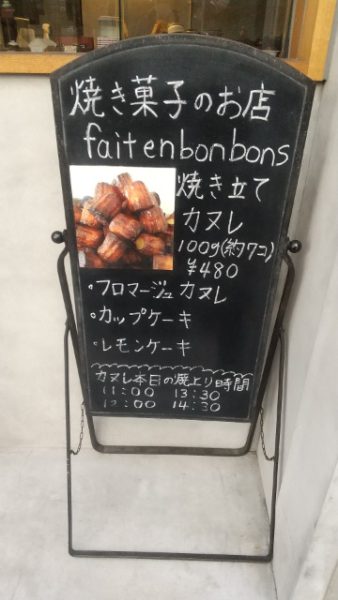 焼き菓子のお店
faitenbonbons
焼き立て
カヌレ
100g(約7コ)
¥480
・フロマージュカヌレ
・カップケーキ
・レモンケーキ
カヌレ本日の焼上り時間
11:00 13:30
12:00 14:30